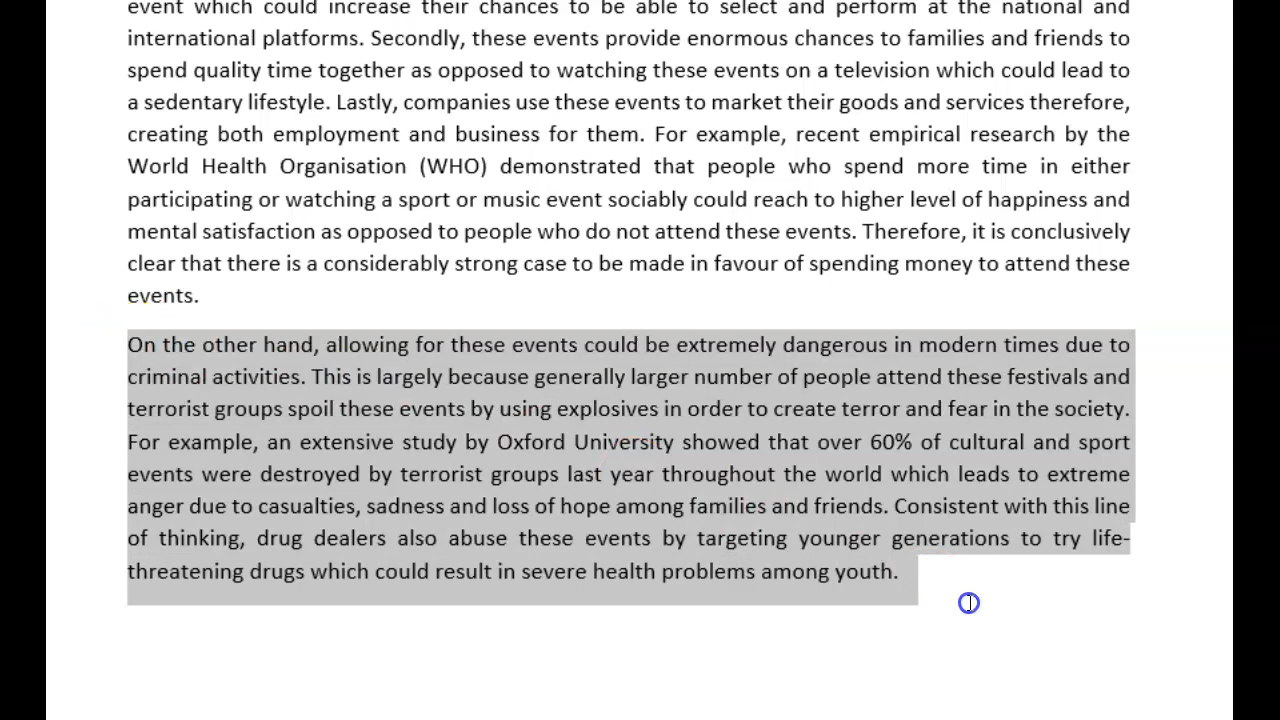 event which could increase their chances to be able to select and perform at the national and
international platforms. Secondly, these events provide enormous chances to families and friends to
spend quality time together as opposed to watching these events on a television which could lead to
a sedentary lifestyle. Lastly, companies use these events to market their goods and services therefore,
creating both employment and business for them. For example, recent empirical research by the
World Health Organisation (WHO) demonstrated that people who spend more time in either
participating or watching a sport or music event sociably could reach to higher level of happiness and
mental satisfaction as opposed to people who do not attend these events. Therefore, it is conclusively
clear that there is a considerably strong case to be made in favour of spending money to attend these
events.
On the other hand, allowing for these events could be extremely dangerous in modern times due to
criminal activities. This is largely because generally larger number of people attend these festivals and
terrorist groups spoil these events by using explosives in order to create terror and fear in the society.
For example, an extensive study by Oxford University showed that over 60% of cultural and sport
events were destroyed by terrorist groups last year throughout the world which leads to extreme
anger due to casualties, sadness and loss of hope among families and friends. Consistent with this line
of thinking, drug dealers also abuse these events by targeting younger generations to try life-
threatening drugs which could result in severe health problems among youth.